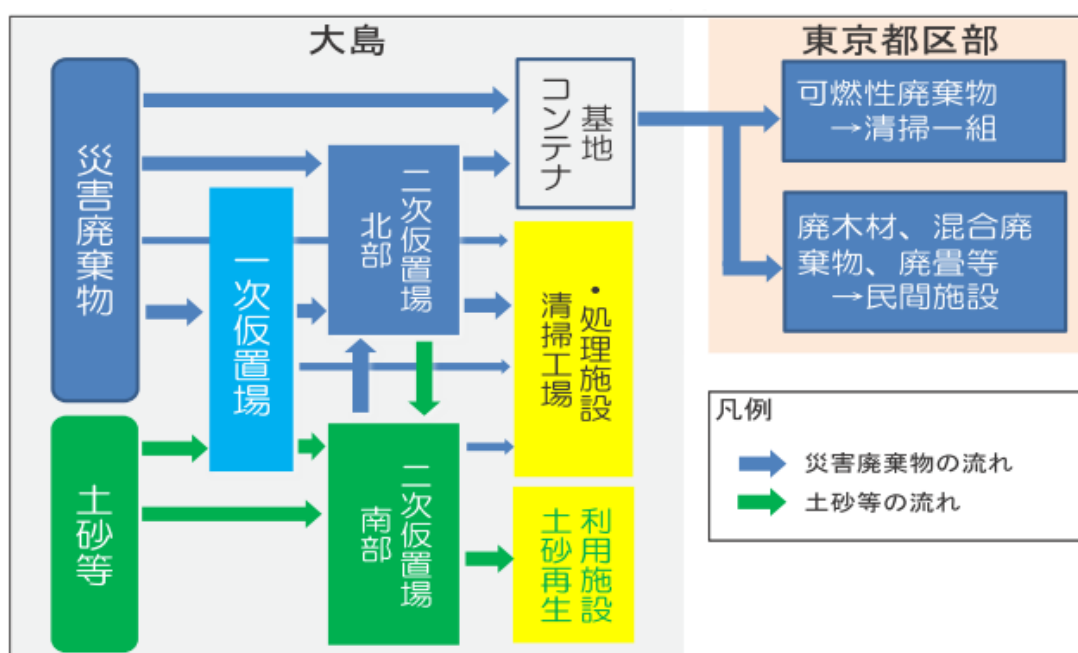 大島
災害廃棄物
土砂等
一次仮置場
二次仮置場
北部
二次仮置場
南部
コンテナ
基地
清掃工場
・処理施設
土砂再生
利用施設
東京都区部
可燃性廃棄物
→清掃一組
廃木材、混合廃
棄物、廃畳等
→民間施設
凡例
災害廃棄物の流れ
土砂等の流れ